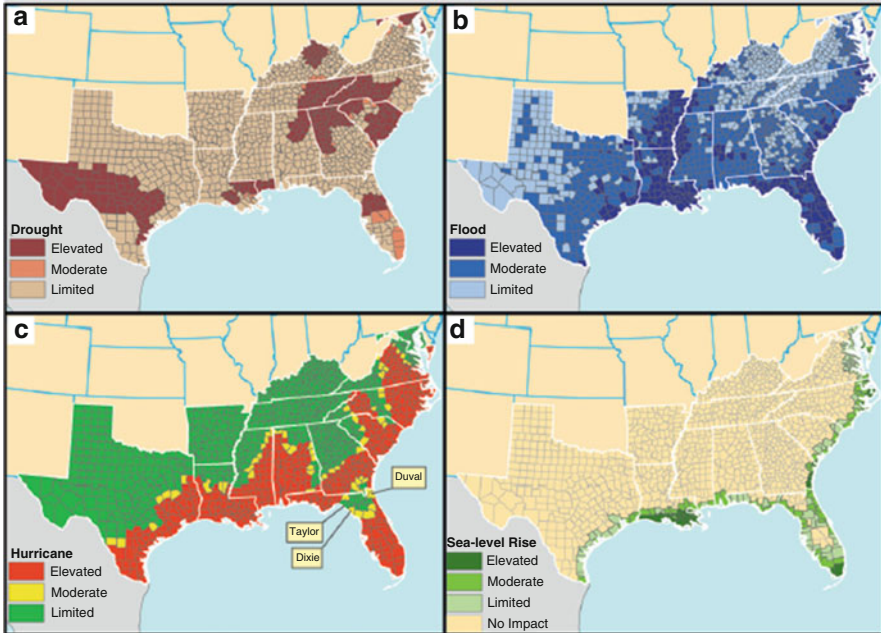 a
Drought
Elevated
Moderate
Limited
b
Flood
Elevated
Moderate
Limited
c
Duval
Taylor
Dixie
Hurricane
Elevated
Moderate
Limited
d
Sea-level Rise
Elevated
Moderate
Limited
No Impact